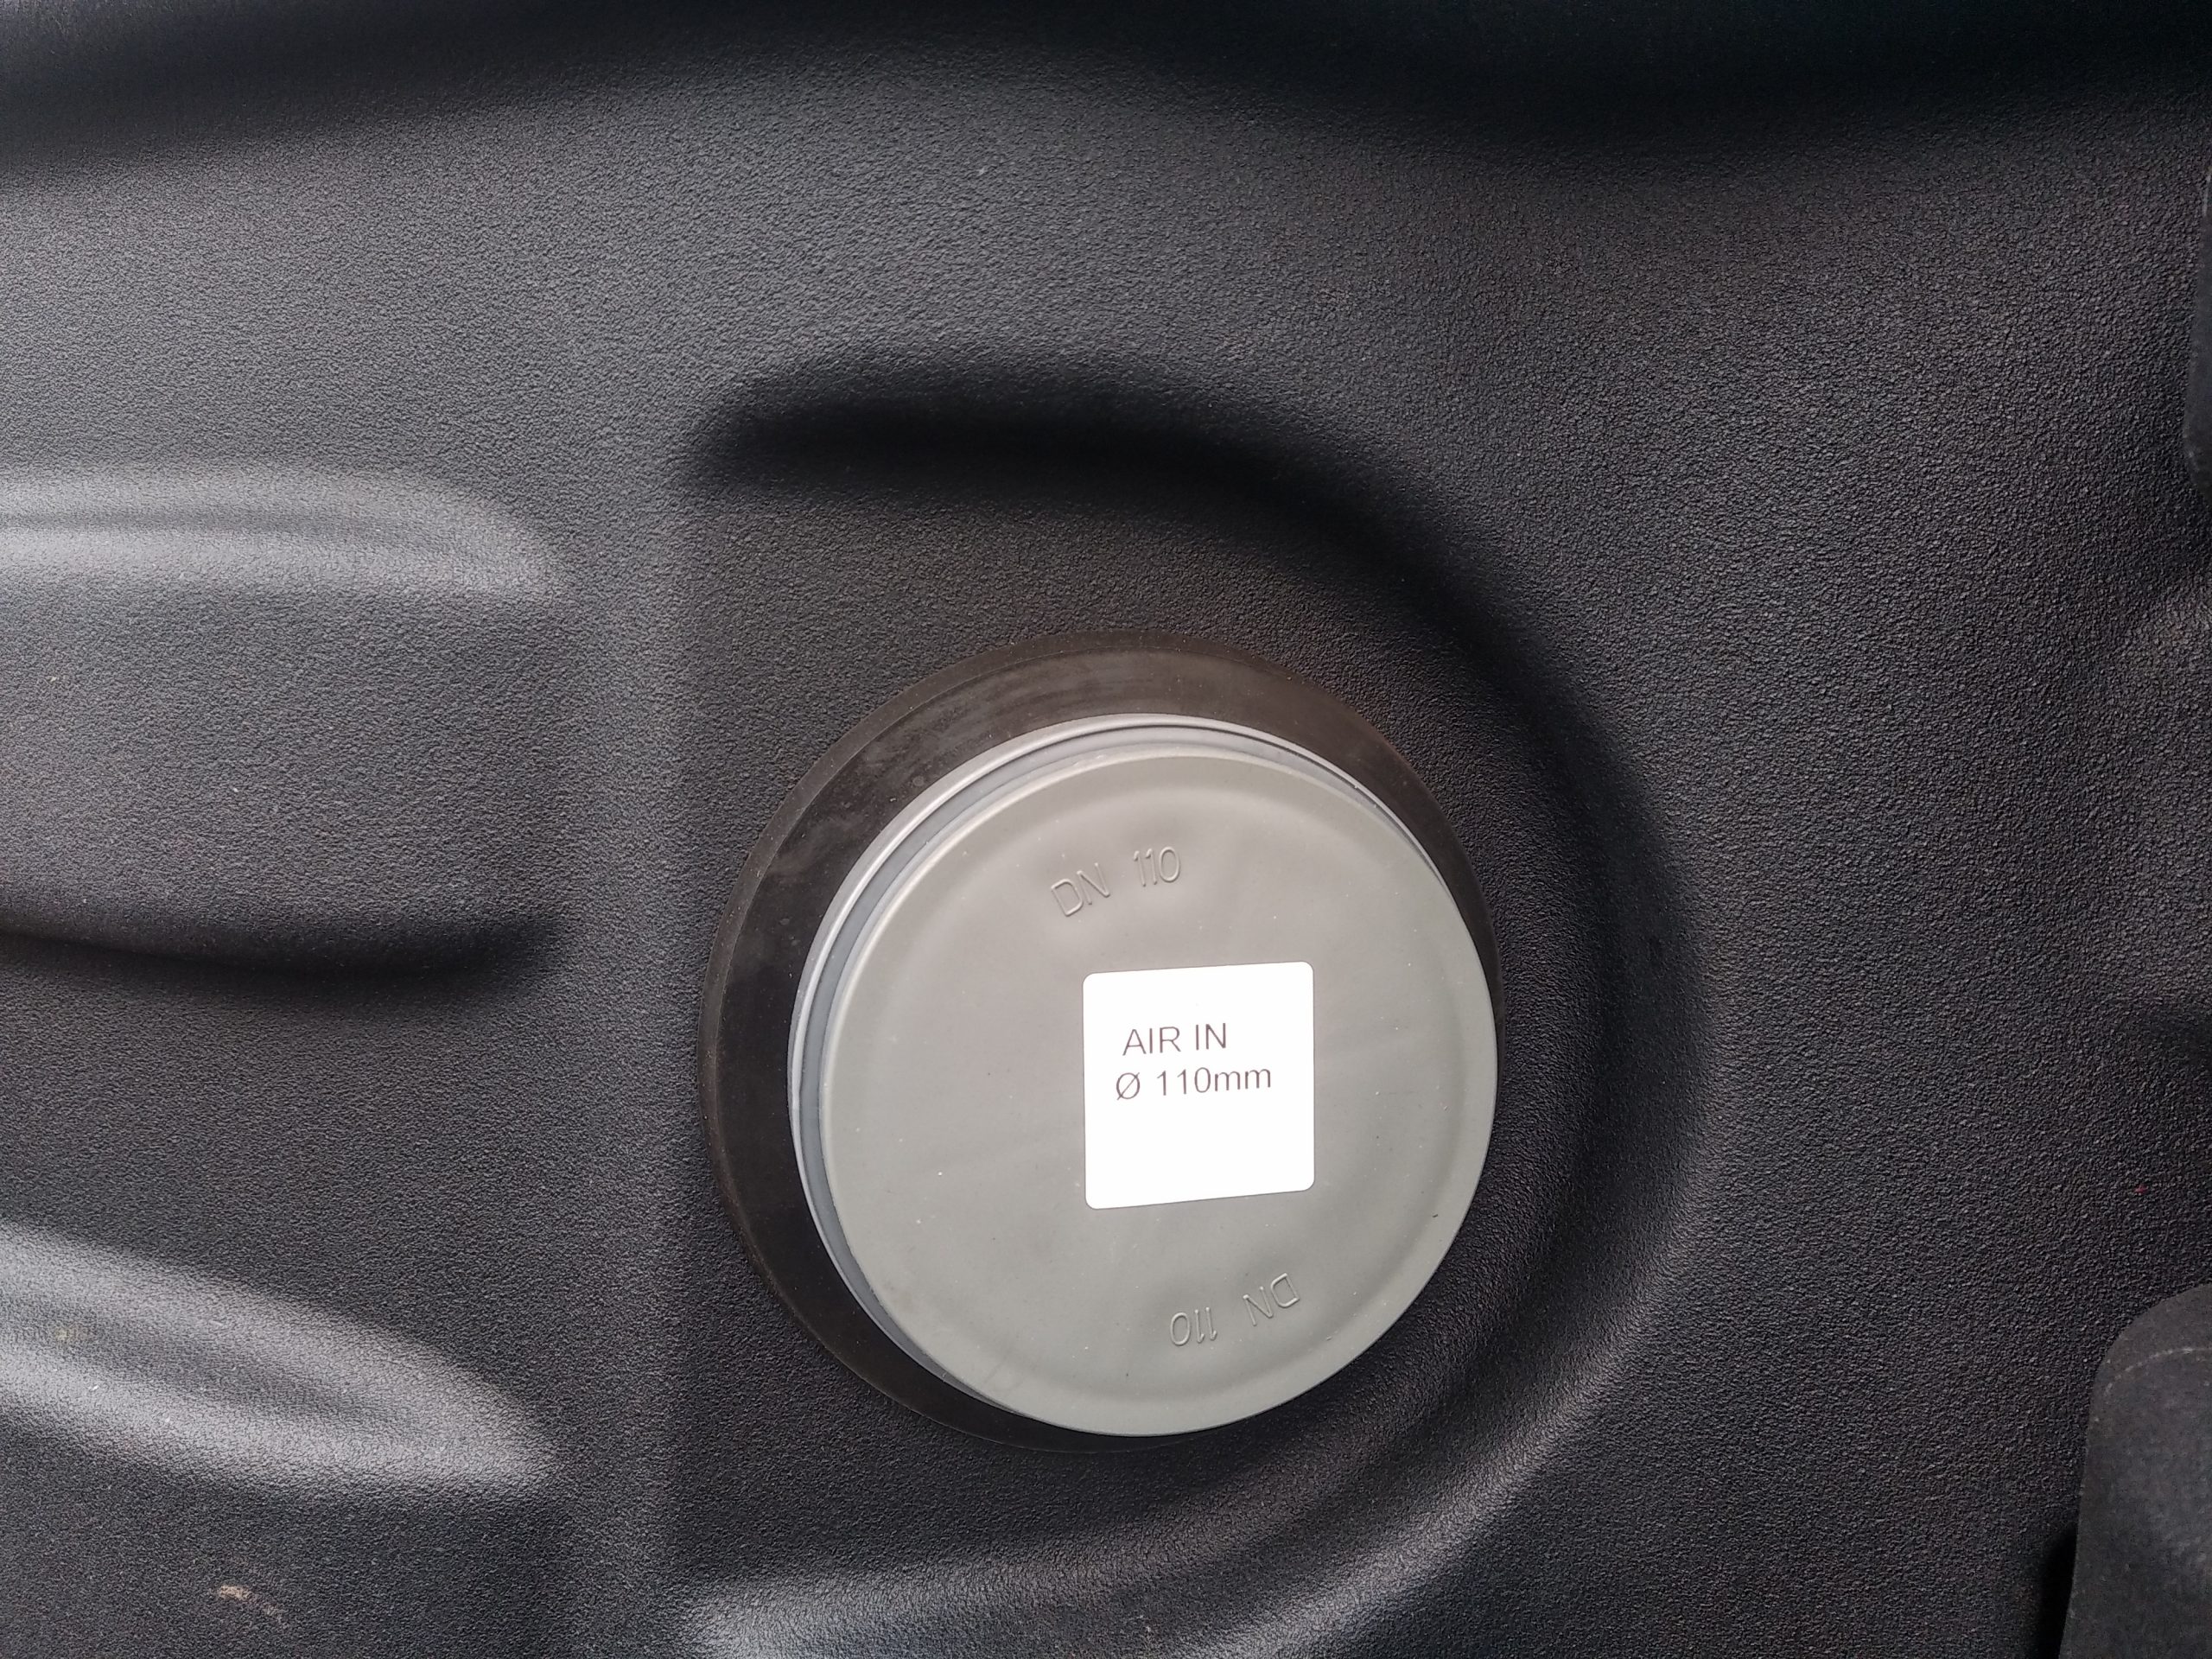 DN 110
AIR IN
Ø 110mm
DN 110